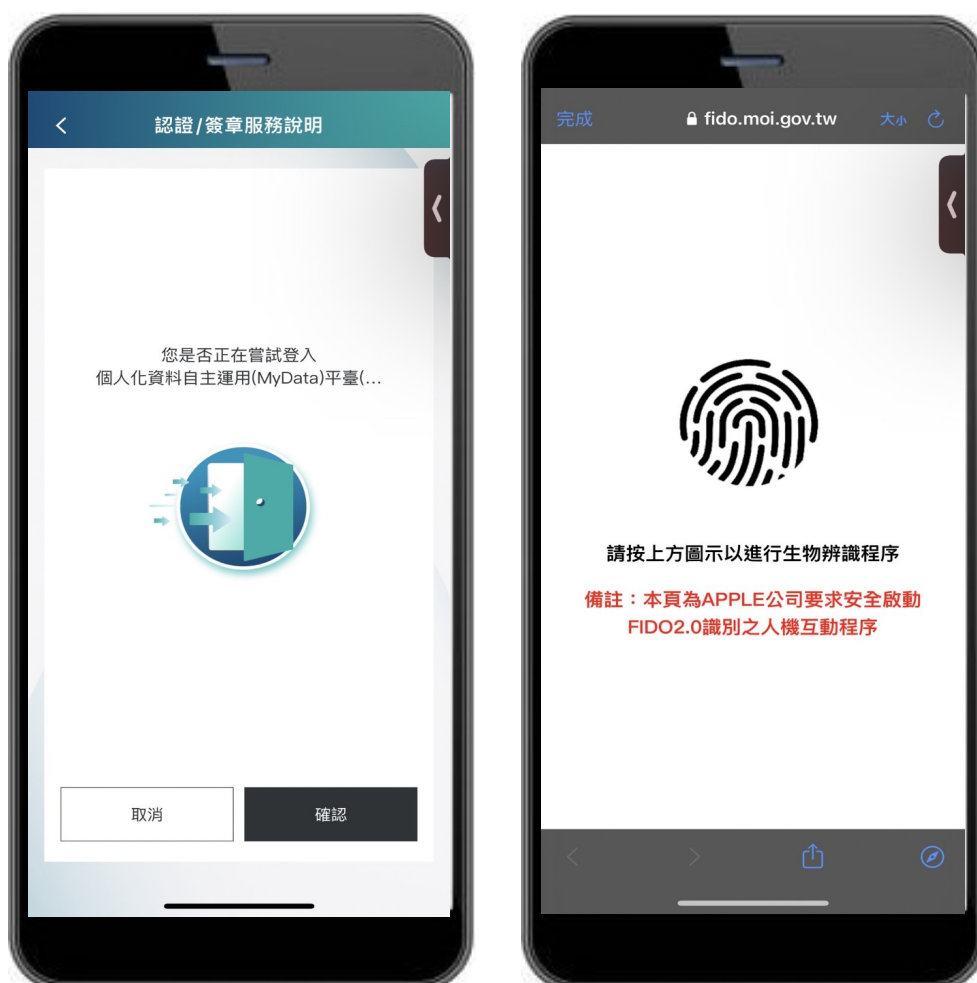 認證/簽章服務說明
您是否正在嘗試登入
個人化資料自主運用(MyData)平臺(...
取消
確認
完成
fido.moi.gov.tw
大小
請按上方圖示以進行生物辨識程序
備註：本頁為APPLE公司要求安全啟動
FIDO2.0識別之人機互動程序